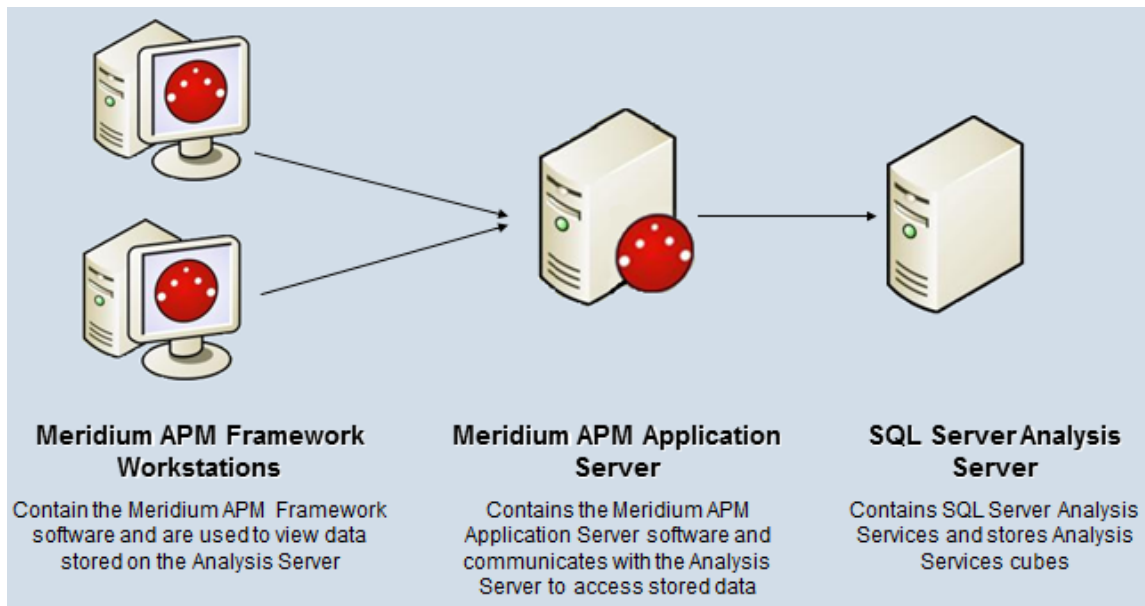 Meridium APM Framework
Workstations
Contain the Meridium APM Framework
software and are used to view data
stored on the Analysis Server
Meridium APM Application
Server
Contains the Meridium APM
Application Server software and
communicates with the Analysis
Server to access stored data
SQL Server Analysis
Server
Contains SQL Server Analysis
Services and stores Analysis
Services cubes